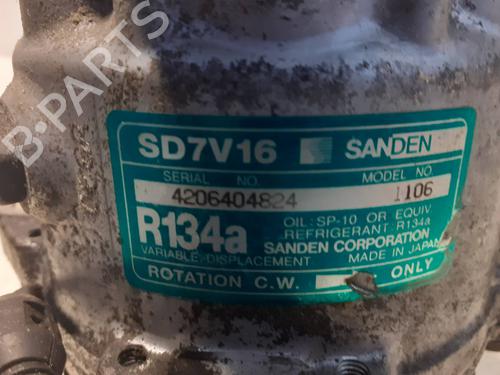 B-PARTS
SD7V16 SANDEN
SERIAL NO. MODEL NO.
4206404824 1106
R134a OIL: SP-10 OR EQUIV.
REFRIGERANT R134a
SANDEN CORPORATION
VARIABLE DISPLACEMENT MADE IN JAPAN
ROTATION C.W. ONLY